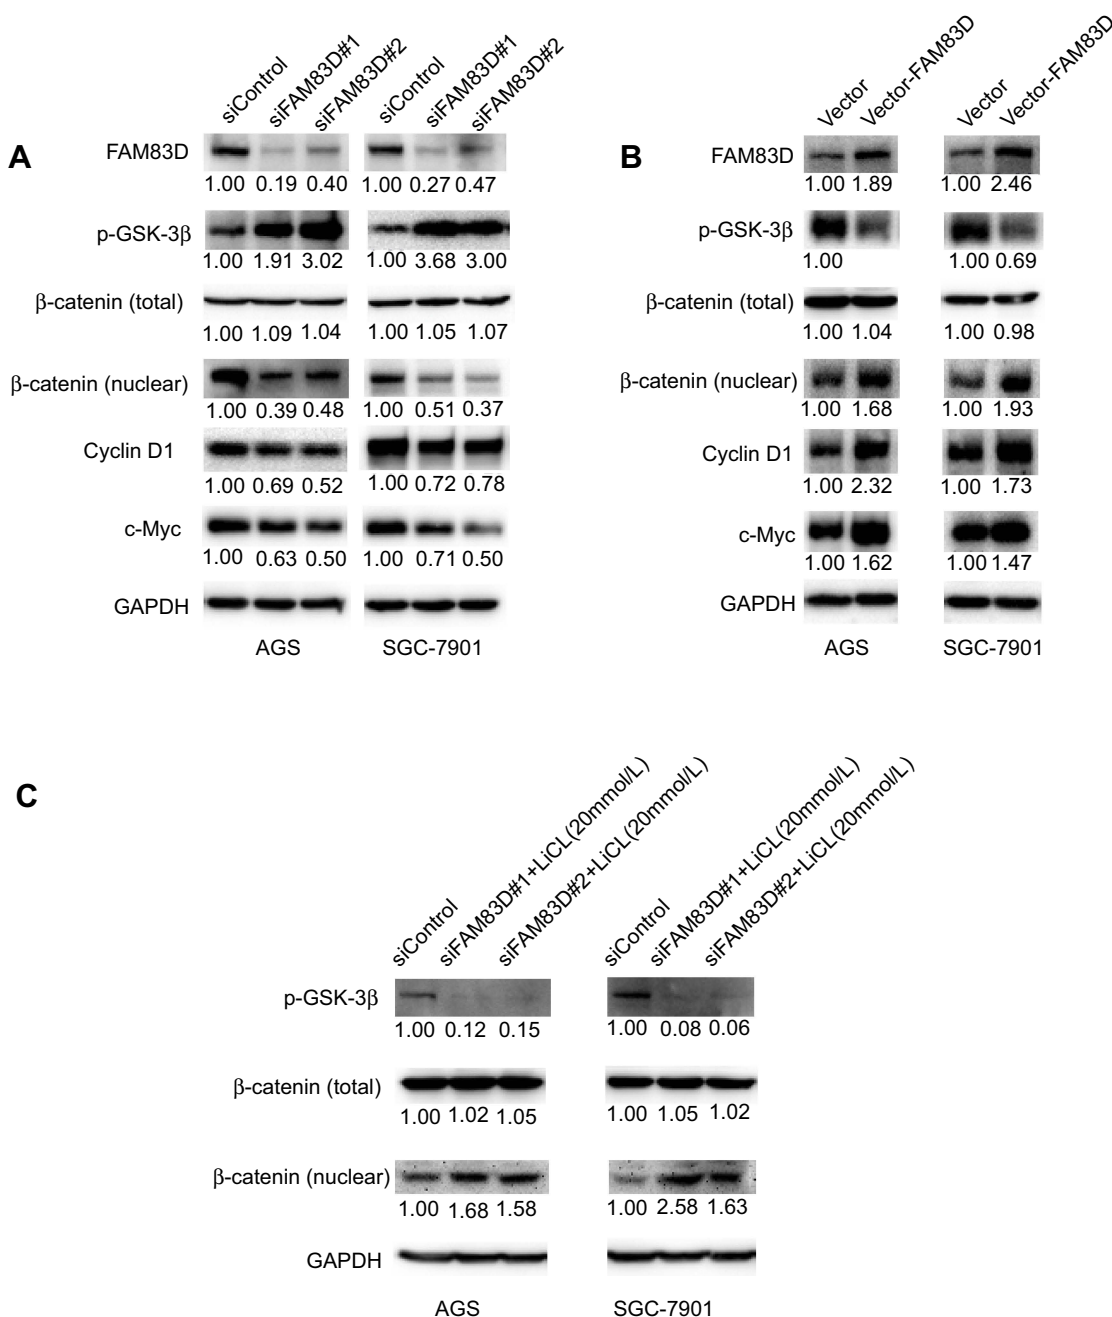 A
siControl siFAM83D#1 siFAM83D#2 siControl siFAM83D#1 siFAM83D#2
FAM83D
1.00 0.19 0.40 1.00 0.27 0.47
p-GSK-3β
1.00 1.91 3.02 1.00 3.68 3.00
β-catenin (total)
1.00 1.09 1.04 1.00 1.05 1.07
β-catenin (nuclear)
1.00 0.39 0.48 1.00 0.51 0.37
Cyclin D1
1.00 0.69 0.52 1.00 0.72 0.78
c-Myc
1.00 0.63 0.50 1.00 0.71 0.50
GAPDH
AGS SGC-7901
B
Vector Vector-FAM83D Vector Vector-FAM83D
FAM83D
1.00 1.89 1.00 2.46
p-GSK-3β
1.00 1.00 0.69
β-catenin (total)
1.00 1.04 1.00 0.98
β-catenin (nuclear)
1.00 1.68 1.00 1.93
Cyclin D1
1.00 2.32 1.00 1.73
c-Myc
1.00 1.62 1.00 1.47
GAPDH
AGS SGC-7901
C
siControl siFAM83D#1+LiCL(20mmol/L) siFAM83D#2+LiCL(20mmol/L) siControl siFAM83D#1+LiCL(20mmol/L) siFAM83D#2+LiCL(20mmol/L)
p-GSK-3β
1.00 0.12 0.15 1.00 0.08 0.06
β-catenin (total)
1.00 1.02 1.05 1.00 1.05 1.02
β-catenin (nuclear)
1.00 1.68 1.58 1.00 2.58 1.63
GAPDH
AGS SGC-7901